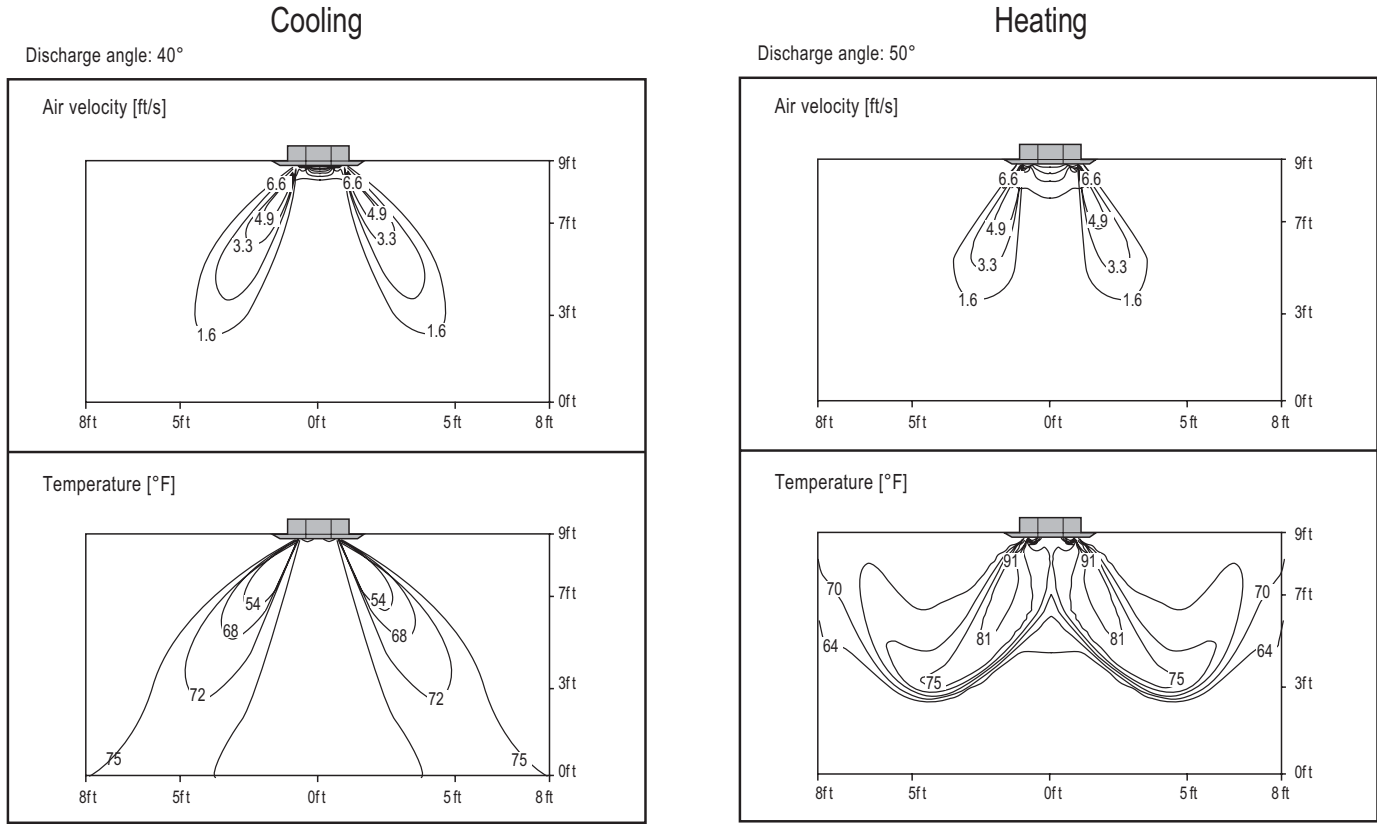 Cooling
Discharge angle: 40°
Air velocity [ft/s]
6.6 6.6
4.9 4.9
3.3 3.3
1.6 1.6
9ft
7ft
3ft
0ft
8ft 5ft 0ft 5ft 8ft
Temperature [°F]
54 54
68 68
72 72
75 75
9ft
7ft
3ft
0ft
8ft 5ft 0ft 5ft 8ft
Heating
Discharge angle: 50°
Air velocity [ft/s]
6.6 6.6
4.9 4.9
3.3 3.3
1.6 1.6
9ft
7ft
3ft
0ft
8ft 5ft 0ft 5ft 8ft
Temperature [°F]
91 91
70 70
81 81
64 64
75 75
9ft
7ft
3ft
0ft
8ft 5ft 0ft 5ft 8ft